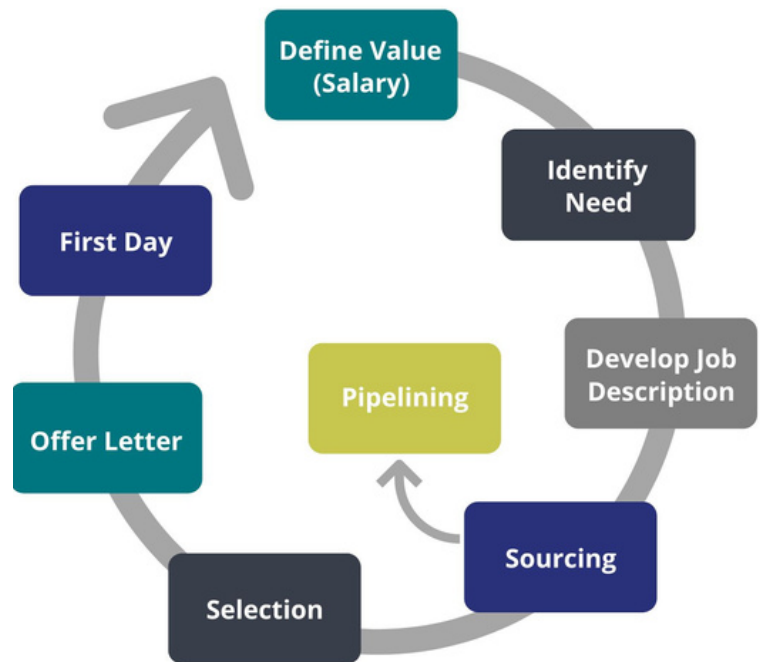 Define Value
(Salary)
Identify
Need
Develop Job
Description
Sourcing
Pipelining
Selection
Offer Letter
First Day